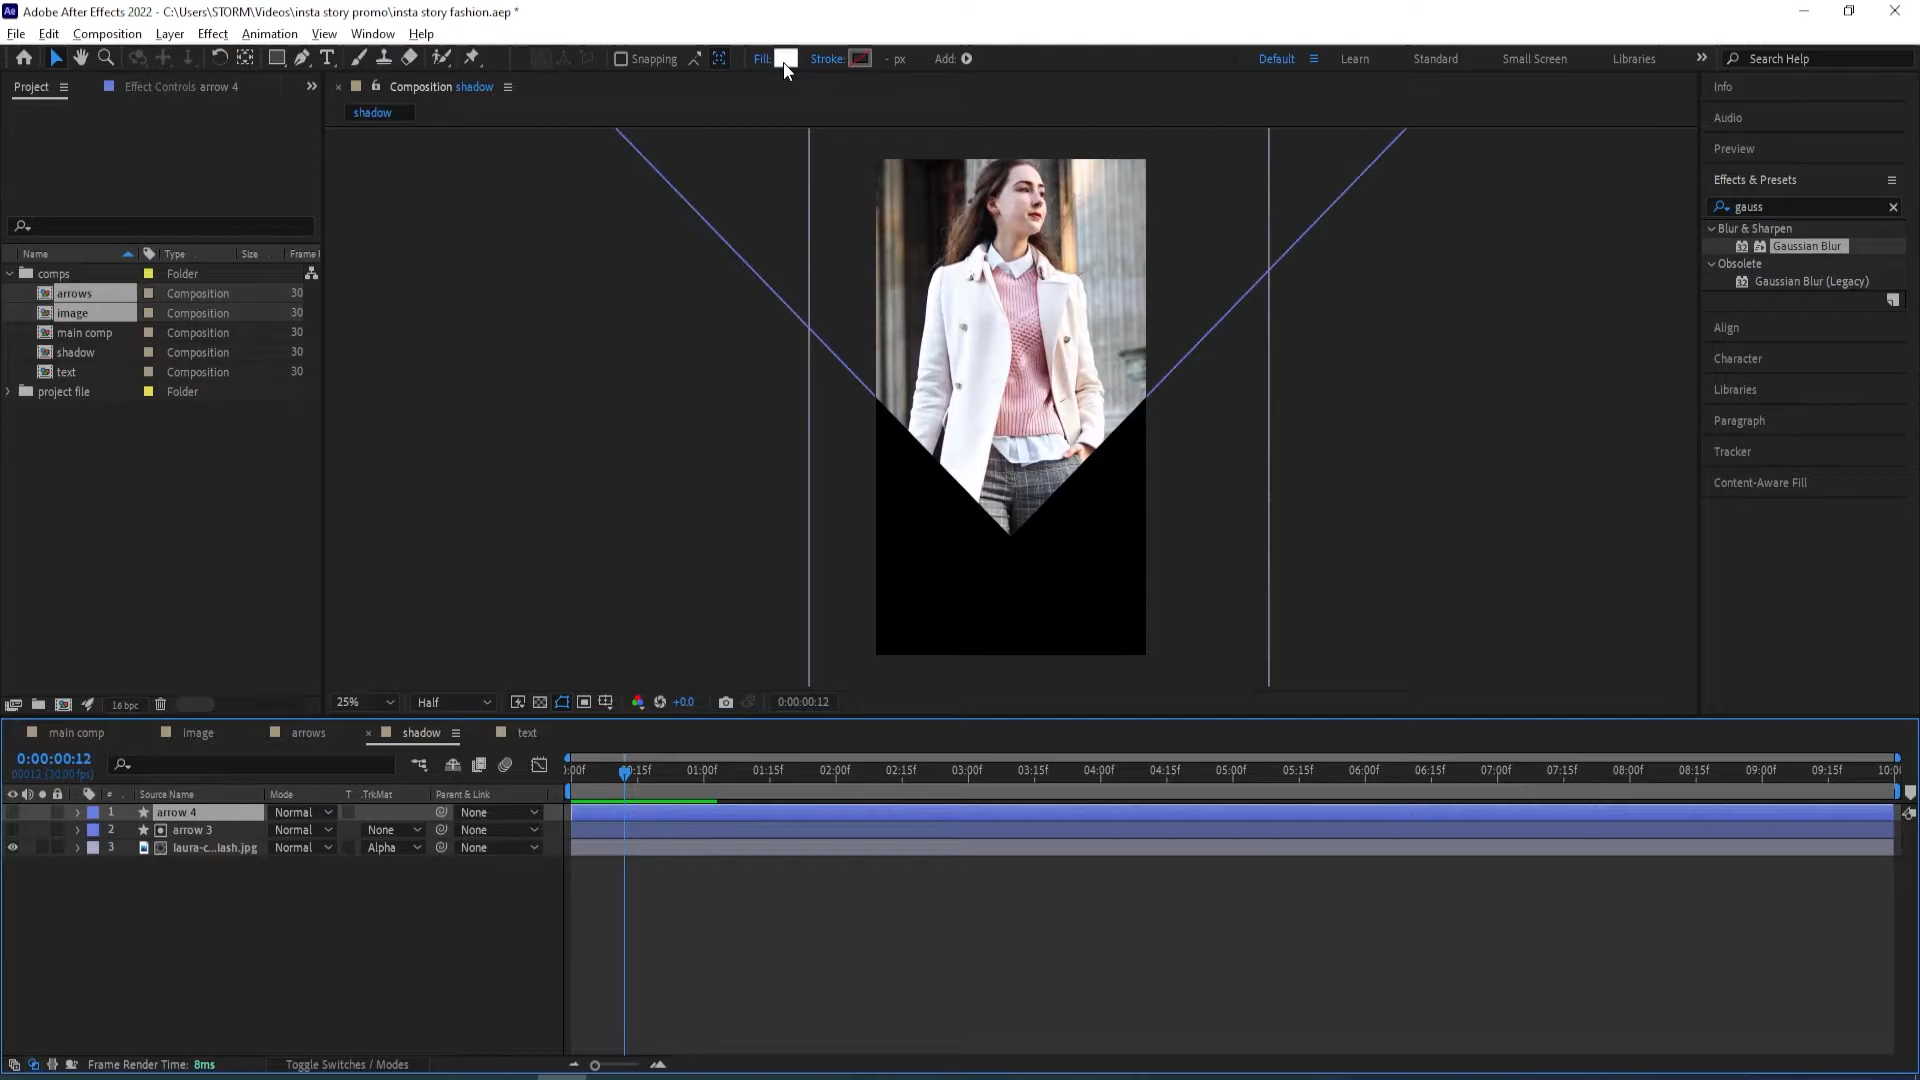 Adobe After Effects 2022 - C:\Users\STORM\Videos\insta story promo\insta story fashion.aep *
File Edit Composition Layer Effect Animation View Window Help
Snapping Fill: Stroke: - px Add: Default Learn Standard Small Screen Libraries Search Help
Project Effect Controls arrow 4
Composition shadow
shadow
Name Type Size Frame
comps Folder
arrows Composition 30
image Composition 30
main comp Composition 30
shadow Composition 30
text Composition 30
project file Folder
16 bpc
25% Half +0.0 0:00:00:12
Info
Audio
Preview
Effects & Presets
gauss
Blur & Sharpen
32 Gaussian Blur
Obsolete
32 Gaussian Blur (Legacy)
Align
Character
Libraries
Paragraph
Tracker
Content-Aware Fill
main comp image arrows shadow text
0:00:00:12
00012 (30.00 fps)
:00f 00:15f 01:00f 01:15f 02:00f 02:15f 03:00f 03:15f 04:00f 04:15f 05:00f 05:15f 06:00f 06:15f 07:00f 07:15f 08:00f 08:15f 09:00f 09:15f 10:0
# Source Name Mode T .TrkMat Parent & Link
1 arrow 4 Normal None
2 arrow 3 Normal None None
3 laura-c...lash.jpg Normal Alpha None
Frame Render Time: 8ms Toggle Switches / Modes